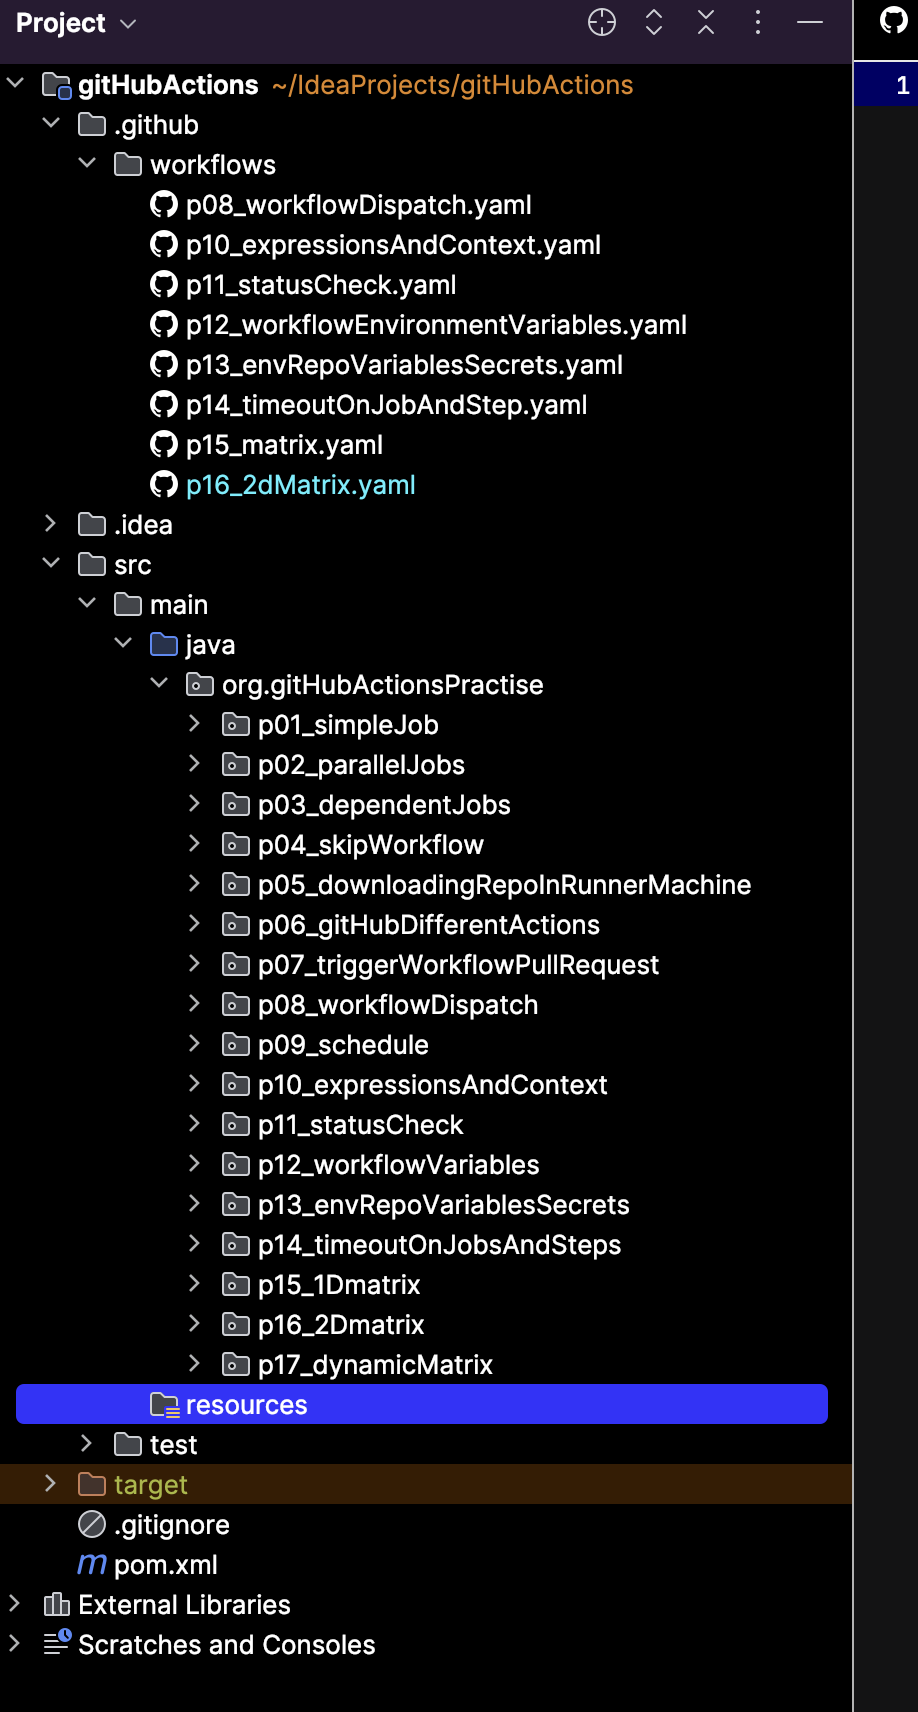 Project
gitHubActions ~/IdeaProjects/gitHubActions
1
.github
workflows
p08_workflowDispatch.yaml
p10_expressionsAndContext.yaml
p11_statusCheck.yaml
p12_workflowEnvironmentVariables.yaml
p13_envRepoVariablesSecrets.yaml
p14_timeoutOnJobAndStep.yaml
p15_matrix.yaml
p16_2dMatrix.yaml
.idea
src
main
java
org.gitHubActionsPractise
p01_simpleJob
p02_parallelJobs
p03_dependentJobs
p04_skipWorkflow
p05_downloadingRepoInRunnerMachine
p06_gitHubDifferentActions
p07_triggerWorkflowPullRequest
p08_workflowDispatch
p09_schedule
p10_expressionsAndContext
p11_statusCheck
p12_workflowVariables
p13_envRepoVariablesSecrets
p14_timeoutOnJobsAndSteps
p15_1Dmatrix
p16_2Dmatrix
p17_dynamicMatrix
resources
test
target
.gitignore
m pom.xml
External Libraries
Scratches and Consoles